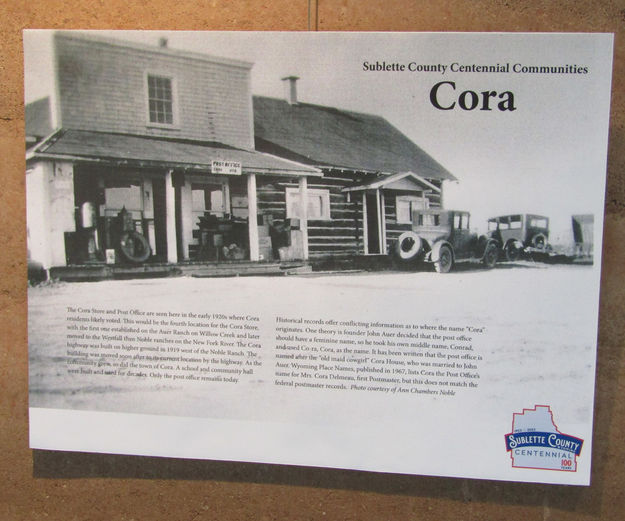 Sublette County Centennial Communities
Cora
POST OFFICE
The Cora Store and Post Office are seen here in the early 1920s where Cora
residents likely voted. This would be the fourth location for the Cora Store,
with the first one established on the Auer Ranch on Willow Creek and later
moved to the Westfall then Noble ranches on the New Fork River. The Cora
highway was built on higher ground in 1919 west of the Noble Ranch. The
building was moved soon after to its current location by the highway. As the
community grew, so did the town of Cora. A school and community hall
were built and used for decades. Only the post office remains today.
Historical records offer conflicting information as to where the name "Cora"
originates. One theory is founder John Auer decided that the post office
should have a feminine name, so he took his own middle name, Conrad,
and used Co-ra, Cora, as the name. It has been written that the post office is
named after the "old maid cowgirl" Cora House, who was married to John
Auer. Wyoming Place Names, published in 1967, lists Cora the Post Office's
name for Mrs. Cora Delmeau, first Postmaster, but this does not match the
federal postmaster records. Photo courtesy of Ann Chambers Noble
SUBLETTE COUNTY
CENTENNIAL
100
YEARS